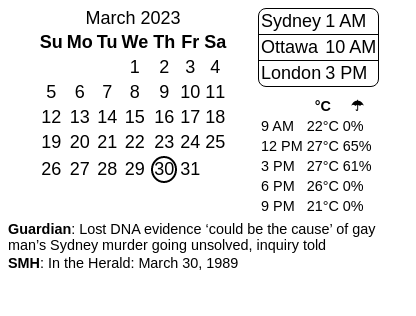 March 2023
Su Mo Tu We Th Fr Sa
1 2 3 4
5 6 7 8 9 10 11
12 13 14 15 16 17 18
19 20 21 22 23 24 25
26 27 28 29 30 31
Sydney 1 AM
Ottawa 10 AM
London 3 PM
°C ☂
9 AM 22°C 0%
12 PM 27°C 65%
3 PM 27°C 61%
6 PM 26°C 0%
9 PM 21°C 0%
Guardian: Lost DNA evidence ‘could be the cause’ of gay
man’s Sydney murder going unsolved, inquiry told
SMH: In the Herald: March 30, 1989